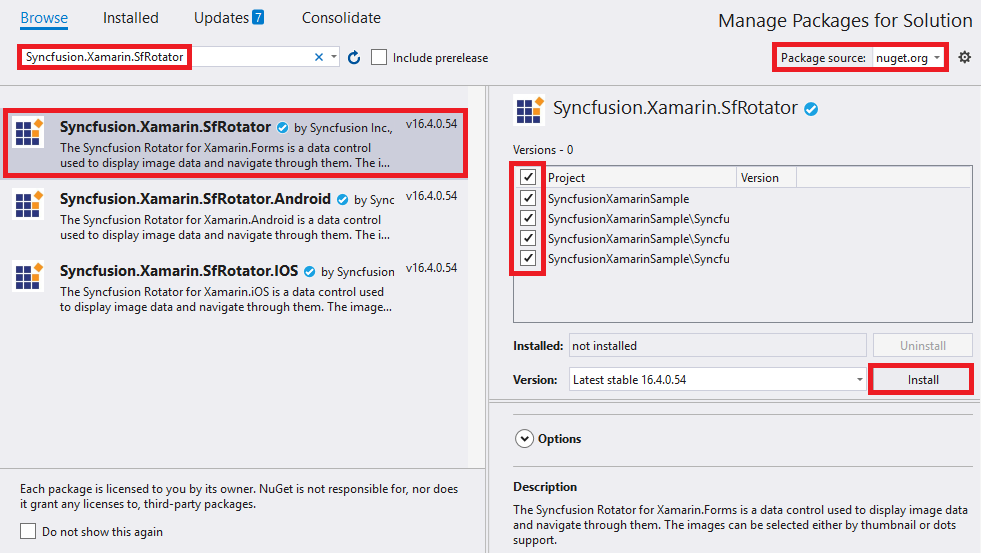 Browse Installed Updates 7 Consolidate
Manage Packages for Solution
Syncfusion.Xamarin.SfRotator Include prerelease
Package source: nuget.org
Syncfusion.Xamarin.SfRotator by Syncfusion Inc., v16.4.0.54
The Syncfusion Rotator for Xamarin.Forms is a data control
used to display image data and navigate through them. The i...
Syncfusion.Xamarin.SfRotator.Android by Sync v16.4.0.54
The Syncfusion Rotator for Xamarin.Android is a data control
used to display image data and navigate through them. The i...
Syncfusion.Xamarin.SfRotator.IOS by Syncfusion v16.4.0.54
The Syncfusion Rotator for Xamarin.iOS is a data control used
to display image data and navigate through them. The image...
Each package is licensed to you by its owner. NuGet is not responsible for, nor does
it grant any licenses to, third-party packages.
Do not show this again
Syncfusion.Xamarin.SfRotator
Versions - 0
Project Version
SyncfusionXamarinSample
SyncfusionXamarinSample\Syncfu
SyncfusionXamarinSample\Syncfu
SyncfusionXamarinSample\Syncfu
Installed: not installed Uninstall
Version: Latest stable 16.4.0.54 Install
Options
Description
The Syncfusion Rotator for Xamarin.Forms is a data control used to display image data
and navigate through them. The images can be selected either by thumbnail or dots
support.